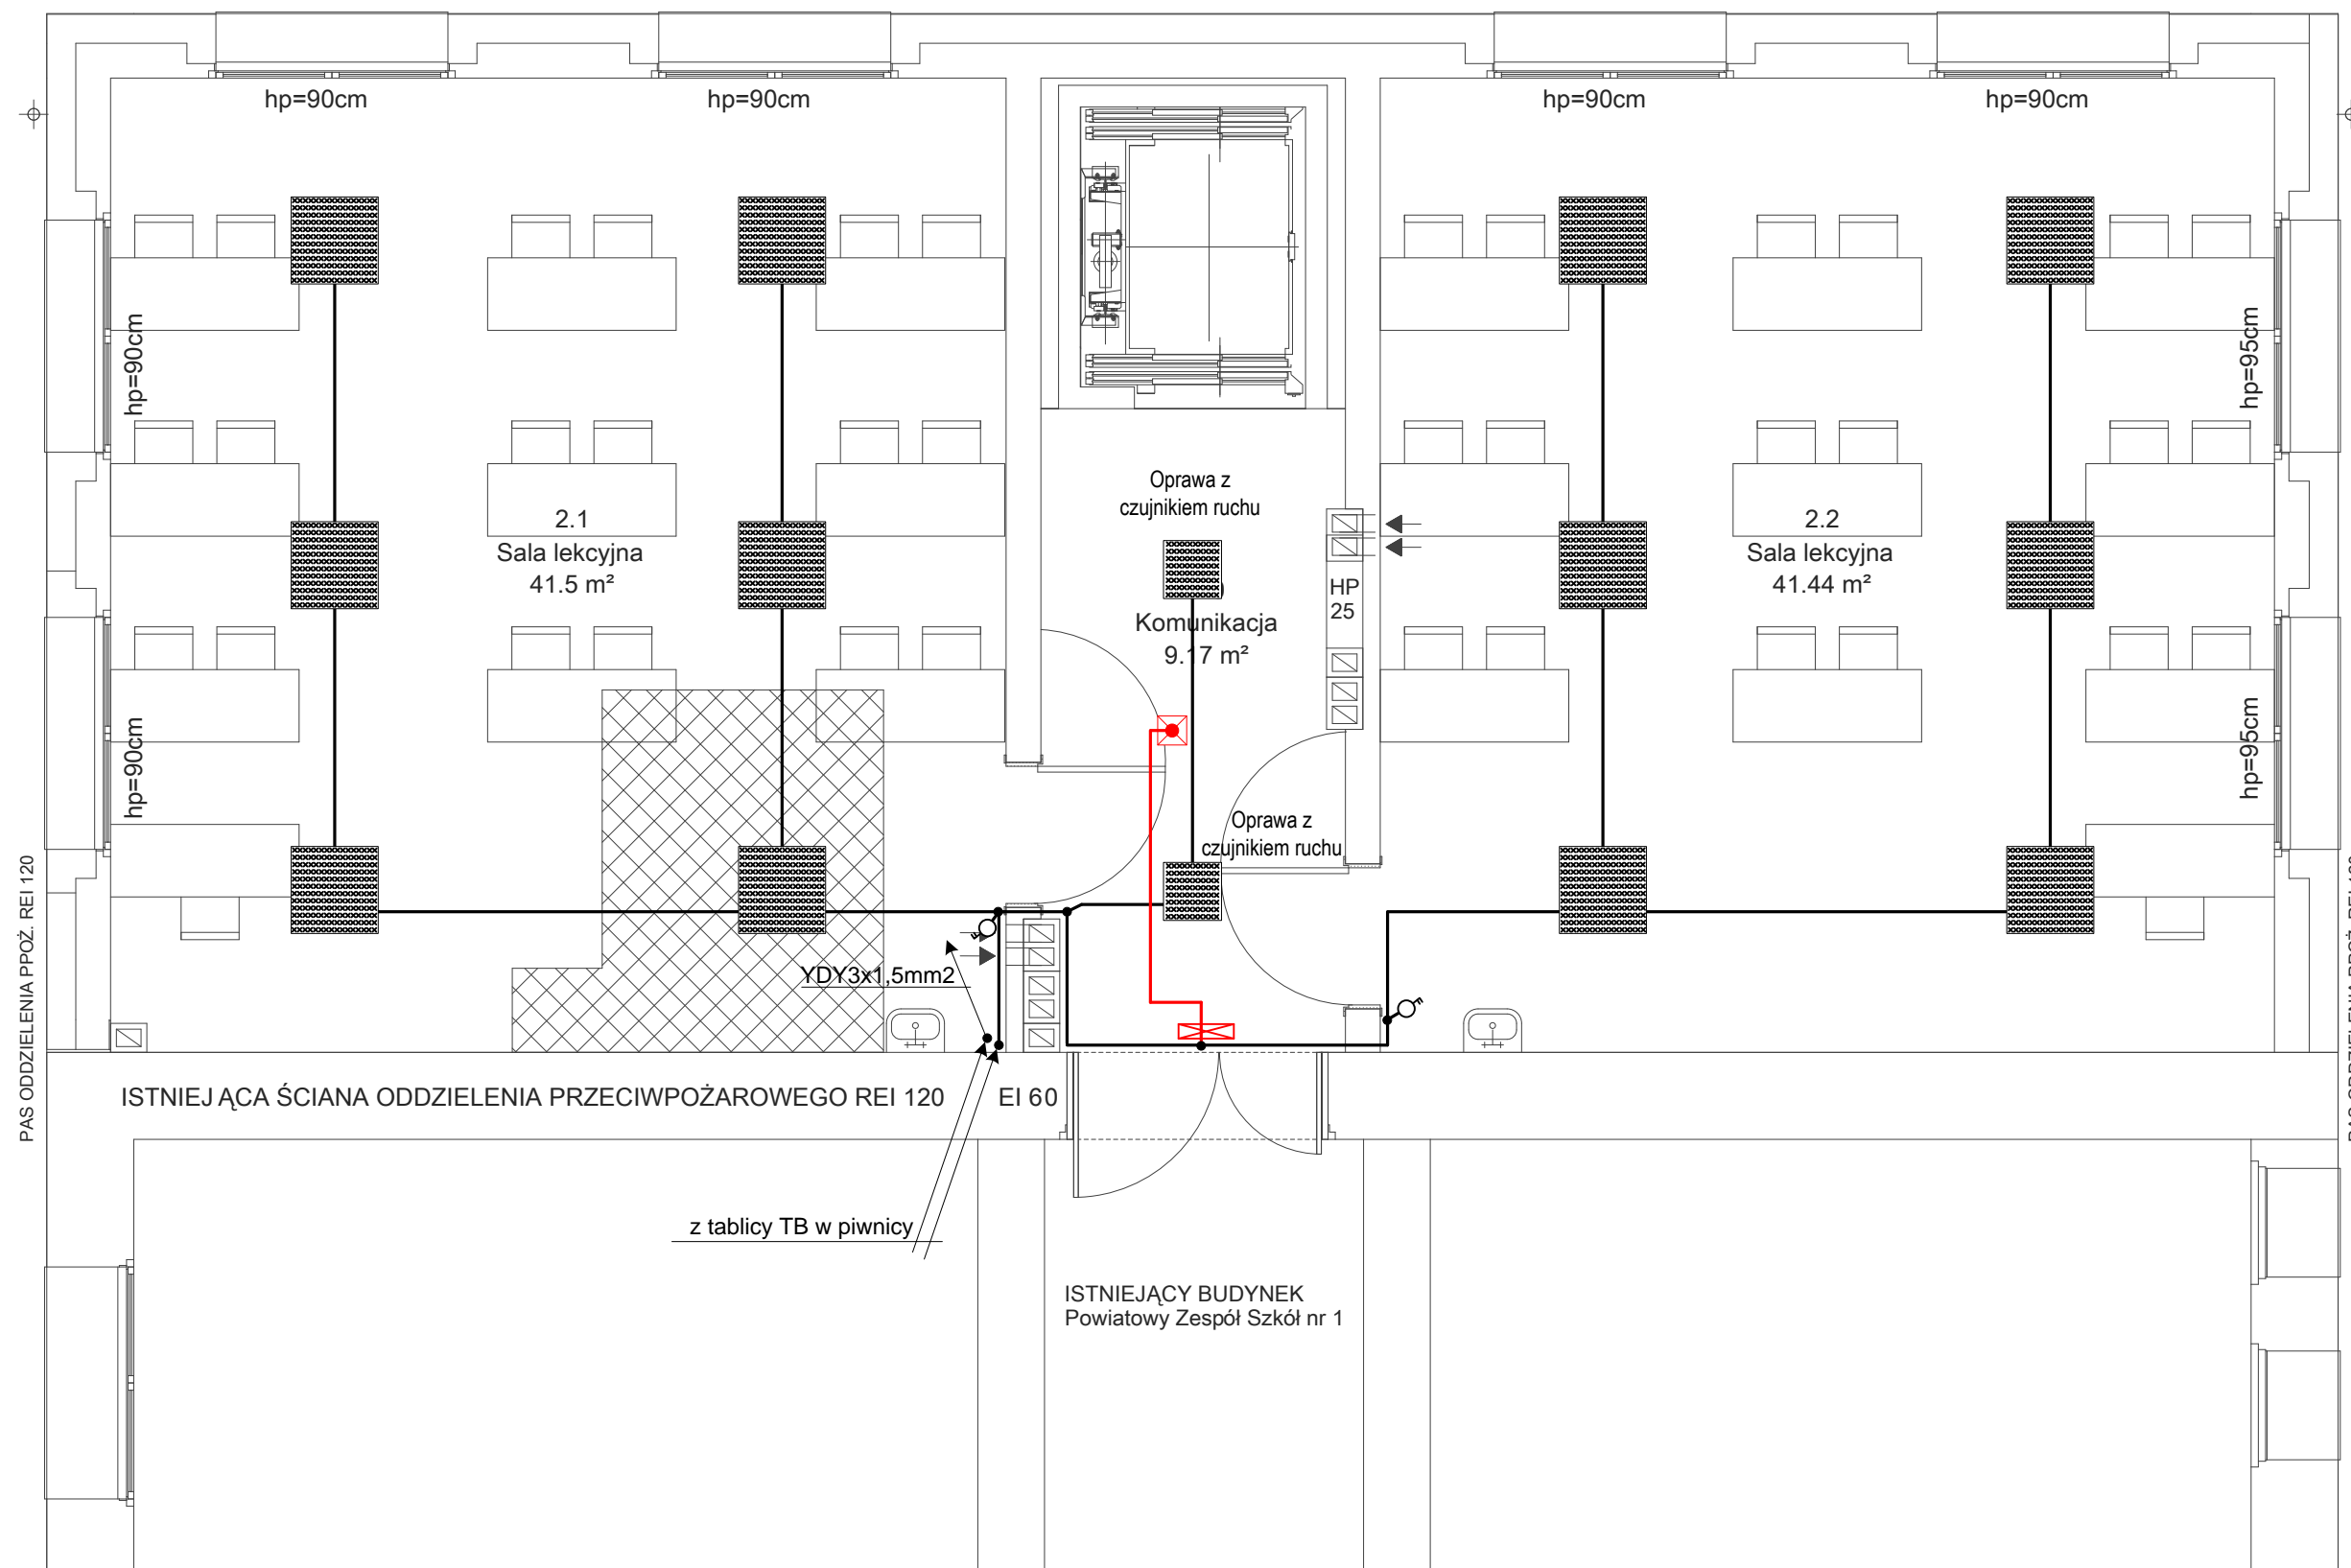 hp=90cm
hp=90cm
hp=90cm
hp=90cm
hp=90cm
hp=95cm
Oprawa z
czujnikiem ruchu
2.1
Sala lekcyjna
41.5 m²
2.2
Sala lekcyjna
41.44 m²
HP
25
Komunikacja
9.17 m²
hp=90cm
hp=95cm
Oprawa z
czujnikiem ruchu
PAS ODDZIELENIA PPOŻ. REI 120
YDY3x1,5mm2
ISTNIEJĄCA ŚCIANA ODDZIELENIA PRZECIWPOŻAROWEGO REI 120
EI 60
z tablicy TB w piwnicy
ISTNIEJĄCY BUDYNEK
Powiatowy Zespół Szkół nr 1